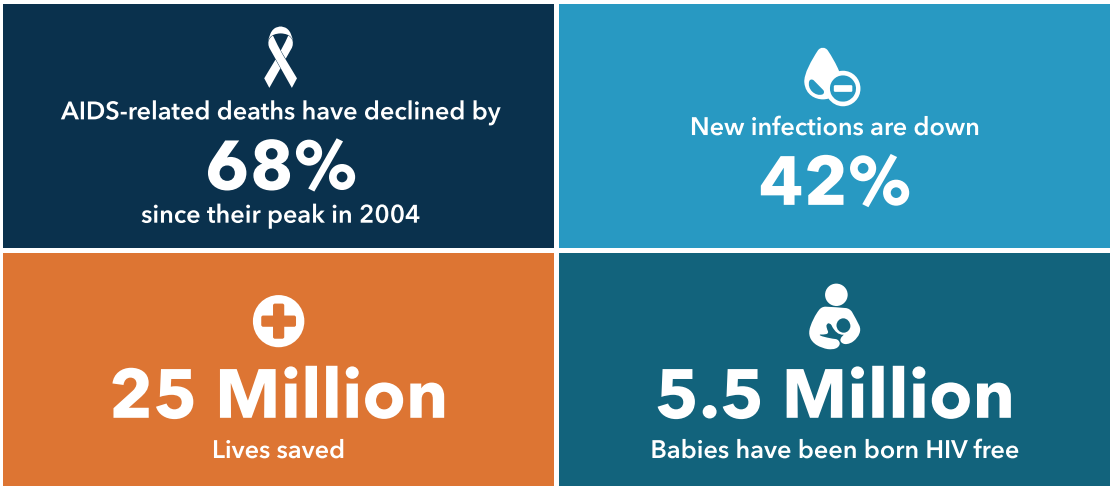 AIDS-related deaths have declined by
68%
since their peak in 2004
New infections are down
42%
25 Million
Lives saved
5.5 Million
Babies have been born HIV free